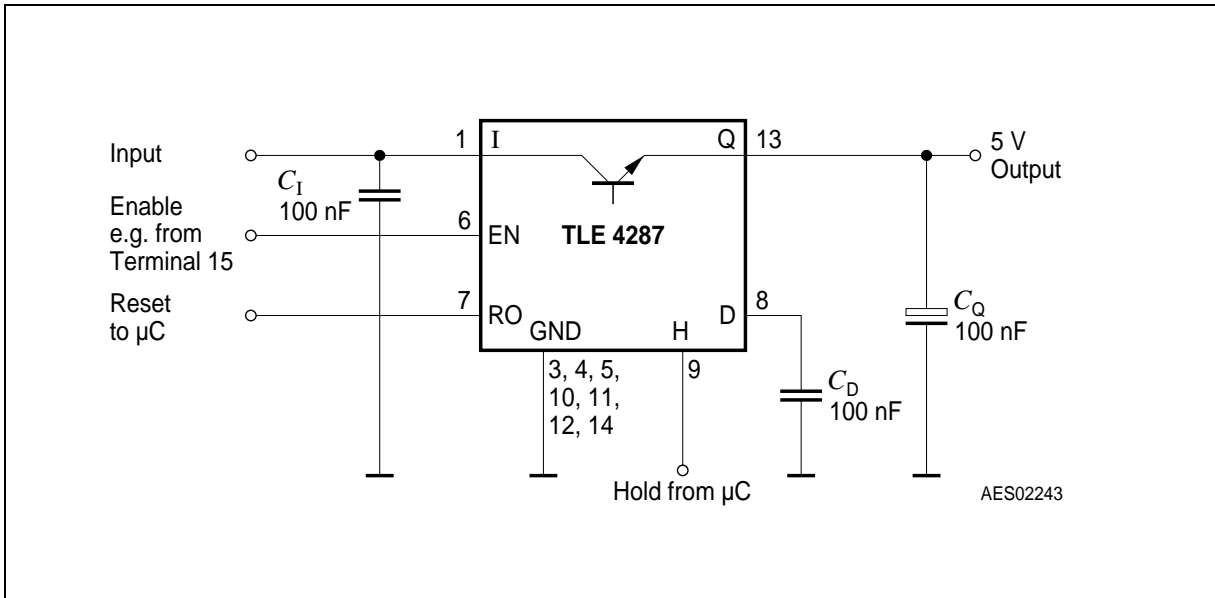 Input
1
I
Q
13
5 V
Output
C_I
100 nF
Enable
e.g. from
Terminal 15
6
EN
TLE 4287
Reset
to µC
7
RO
GND
H
D
8
C_Q
100 nF
3, 4, 5,
10, 11,
12, 14
9
C_D
100 nF
Hold from µC
AES02243